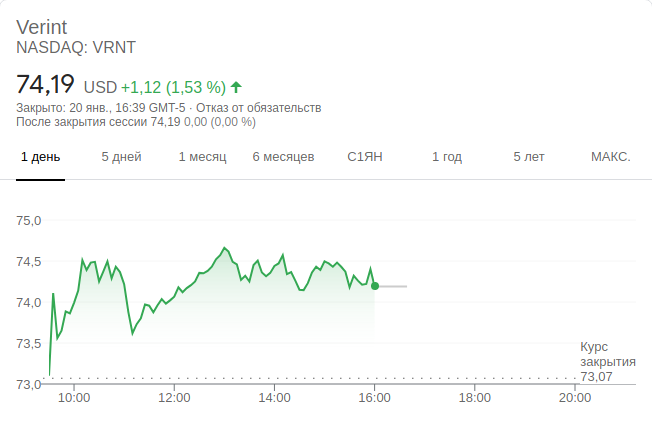 Verint
NASDAQ: VRNT
74,19 USD +1,12 (1,53 %)
Закрыто: 20 янв., 16:39 GMT-5 · Отказ от обязательств
После закрытия сессии 74,19 0,00 (0,00 %)
1 день 5 дней 1 месяц 6 месяцев С1ЯН 1 год 5 лет МАКС.
75,0
74,5
74,0
73,5
Курс
закрытия
73,07
73,0
10:00 12:00 14:00 16:00 18:00 20:00